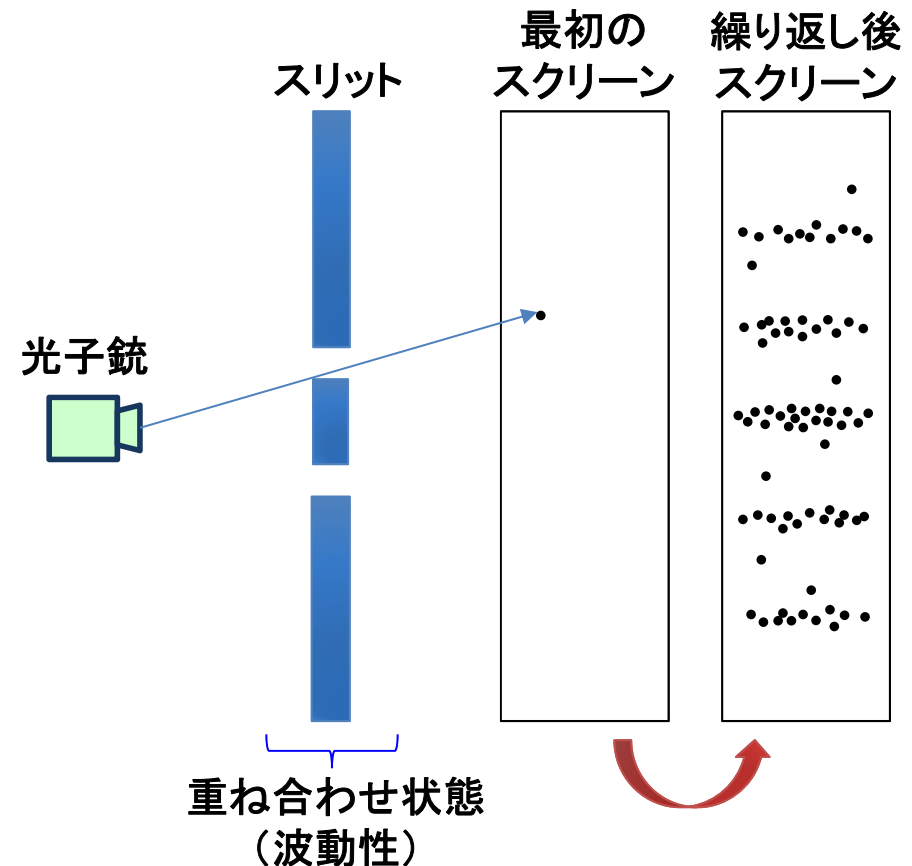 最初の
スクリーン
繰り返し後
スクリーン
スリット
光子銃
重ね合わせ状態
（波動性）